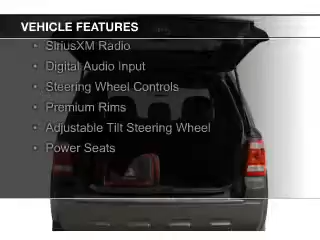 VEHICLE FEATURES
• SiriusXM Radio
• Digital Audio Input
• Steering Wheel Controls
• Premium Rims
• Adjustable Tilt Steering Wheel
• Power Seats